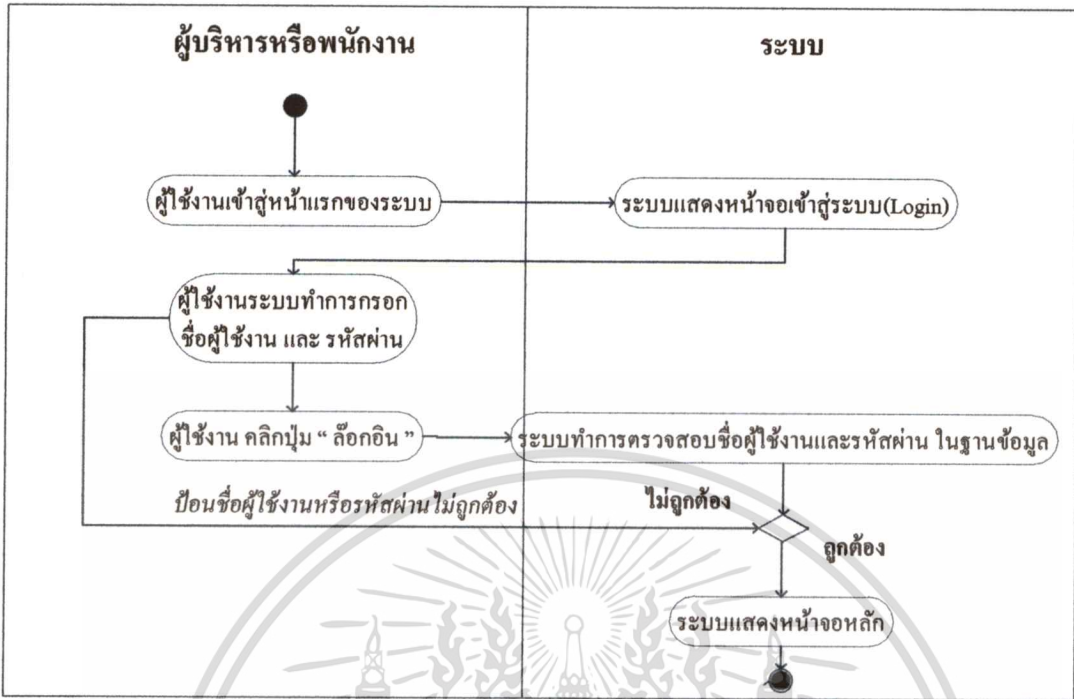 ผู้บริหารหรือพนักงาน
ระบบ
ผู้ใช้งานเข้าสู่หน้าแรกของระบบ
ระบบแสดงหน้าจอเข้าสู่ระบบ(Login)
ผู้ใช้งานระบบทำการกรอก
ชื่อผู้ใช้งาน และ รหัสผ่าน
ผู้ใช้งาน คลิกปุ่ม “ ล๊อกอิน ”
ระบบทำการตรวจสอบชื่อผู้ใช้งานและรหัสผ่าน ในฐานข้อมูล
ป้อนชื่อผู้ใช้งานหรือรหัสผ่านไม่ถูกต้อง
ไม่ถูกต้อง
ถูกต้อง
ระบบแสดงหน้าจอหลัก